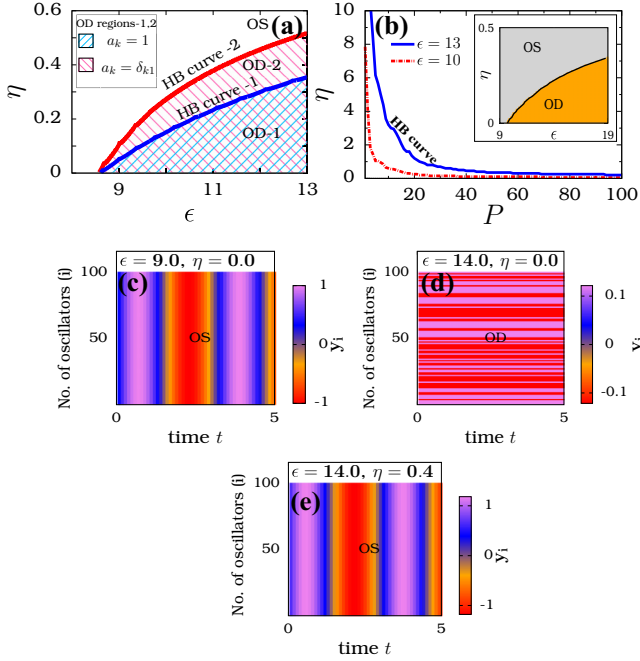 OD regions-1,2
a_k = 1
a_k = δ_k1
OS
(a)
HB curve -2
OD-2
HB curve -1
OD-1
η
0.6
0.4
0.2
0
9
11
13
ϵ
(b)
ϵ = 13
ϵ = 10
HB curve
η
10
8
6
4
2
0
20
40
60
80
100
P
0.5
OS
η
OD
0
9
ϵ
19
ϵ = 9.0, η = 0.0
(c)
No. of oscillators (i)
100
50
OS
0
5
time t
1
0
-1
y_i
ϵ = 14.0, η = 0.0
(d)
No. of oscillators (i)
100
50
OD
0
5
time t
0.1
0
-0.1
y_i
ϵ = 14.0, η = 0.4
(e)
No. of oscillators (i)
100
50
OS
0
5
time t
1
0
-1
y_i